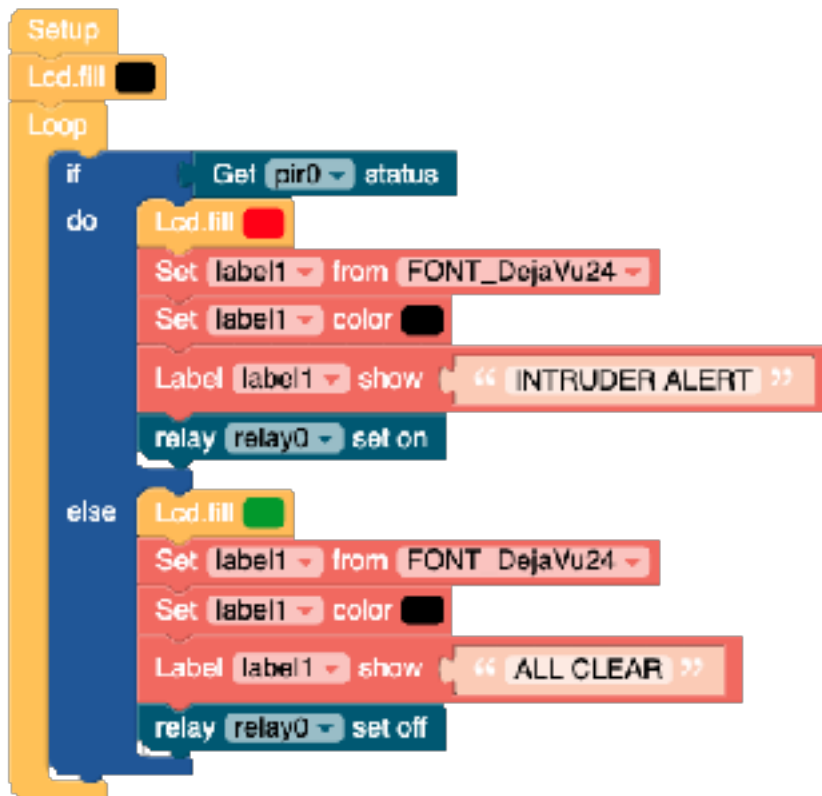 Setup
Lcd.fill
Loop
if Get pir0 status
do Lcd.fill
Set label1 from FONT_DejaVu24
Set label1 color
Label label1 show “ INTRUDER ALERT ”
relay relay0 set on
else Lcd.fill
Set label1 from FONT_DejaVu24
Set label1 color
Label label1 show “ ALL CLEAR ”
relay relay0 set off